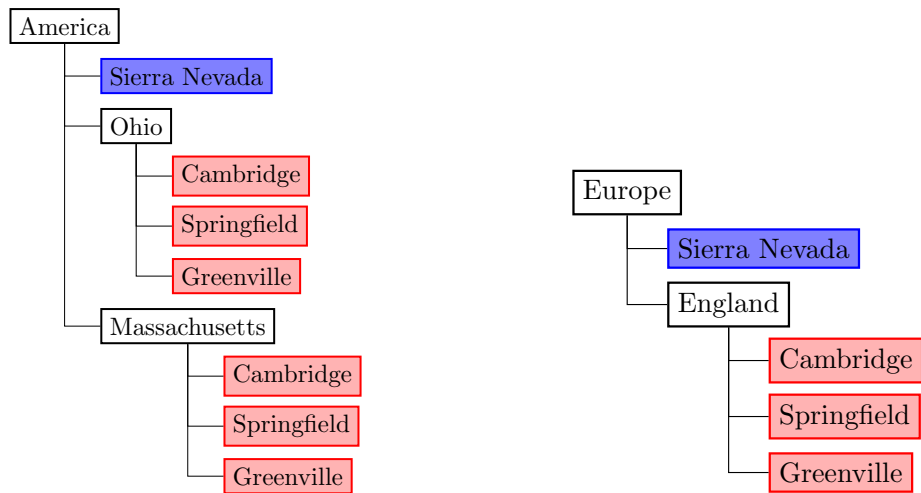 America
Sierra Nevada
Ohio
Cambridge
Springfield
Greenville
Massachusetts
Cambridge
Springfield
Greenville
Europe
Sierra Nevada
England
Cambridge
Springfield
Greenville